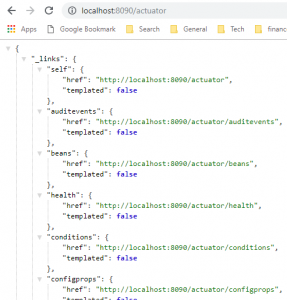 localhost:8090/actuator
Apps Google Bookmark Search General Tech financ
{
"_links": {
"self": {
"href": "http://localhost:8090/actuator",
"templated": false
},
"auditevents": {
"href": "http://localhost:8090/actuator/auditevents",
"templated": false
},
"beans": {
"href": "http://localhost:8090/actuator/beans",
"templated": false
},
"health": {
"href": "http://localhost:8090/actuator/health",
"templated": false
},
"conditions": {
"href": "http://localhost:8090/actuator/conditions",
"templated": false
},
"configprops": {
"href": "http://localhost:8090/actuator/configprops",
"templated": false